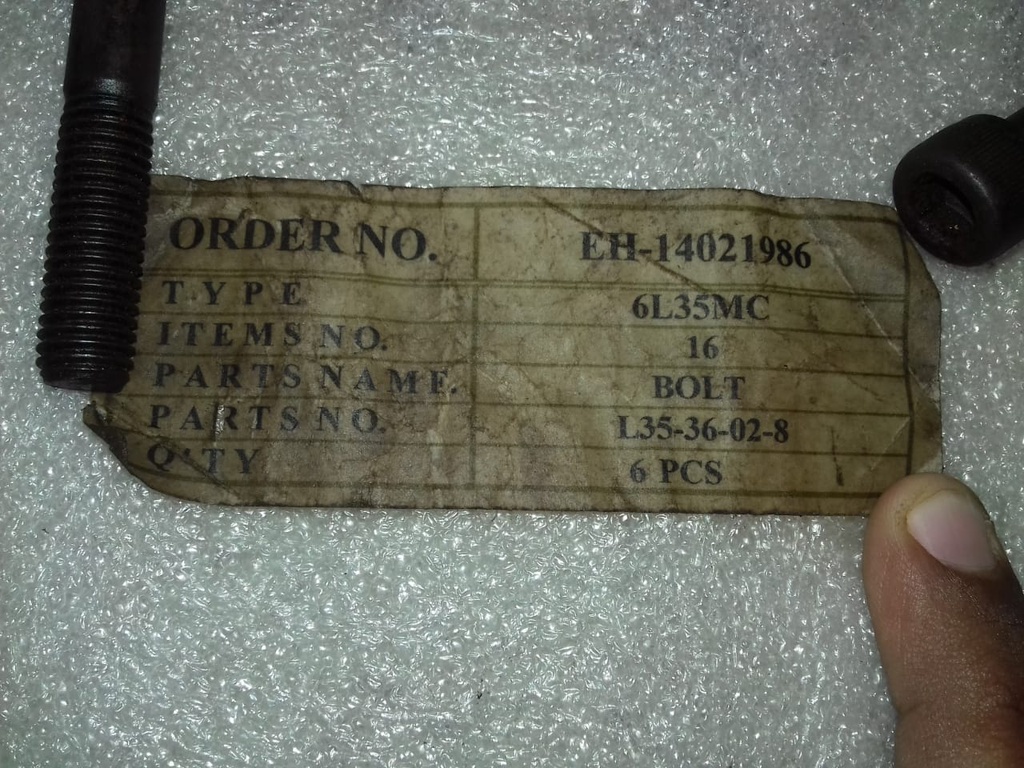 ORDER NO. EH-14021986
TYPE 6L35MC
ITEMS NO. 16
PARTS NAME. BOLT
PARTS NO. L35-36-02-8
Q'TY 6 PCS